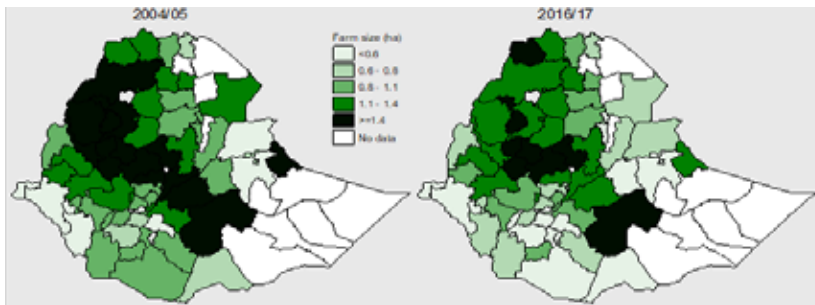 2004/05
2016/17
Farm size (ha)
<0.6
0.6 - 0.8
0.8 - 1.1
1.1 - 1.4
>=1.4
No data